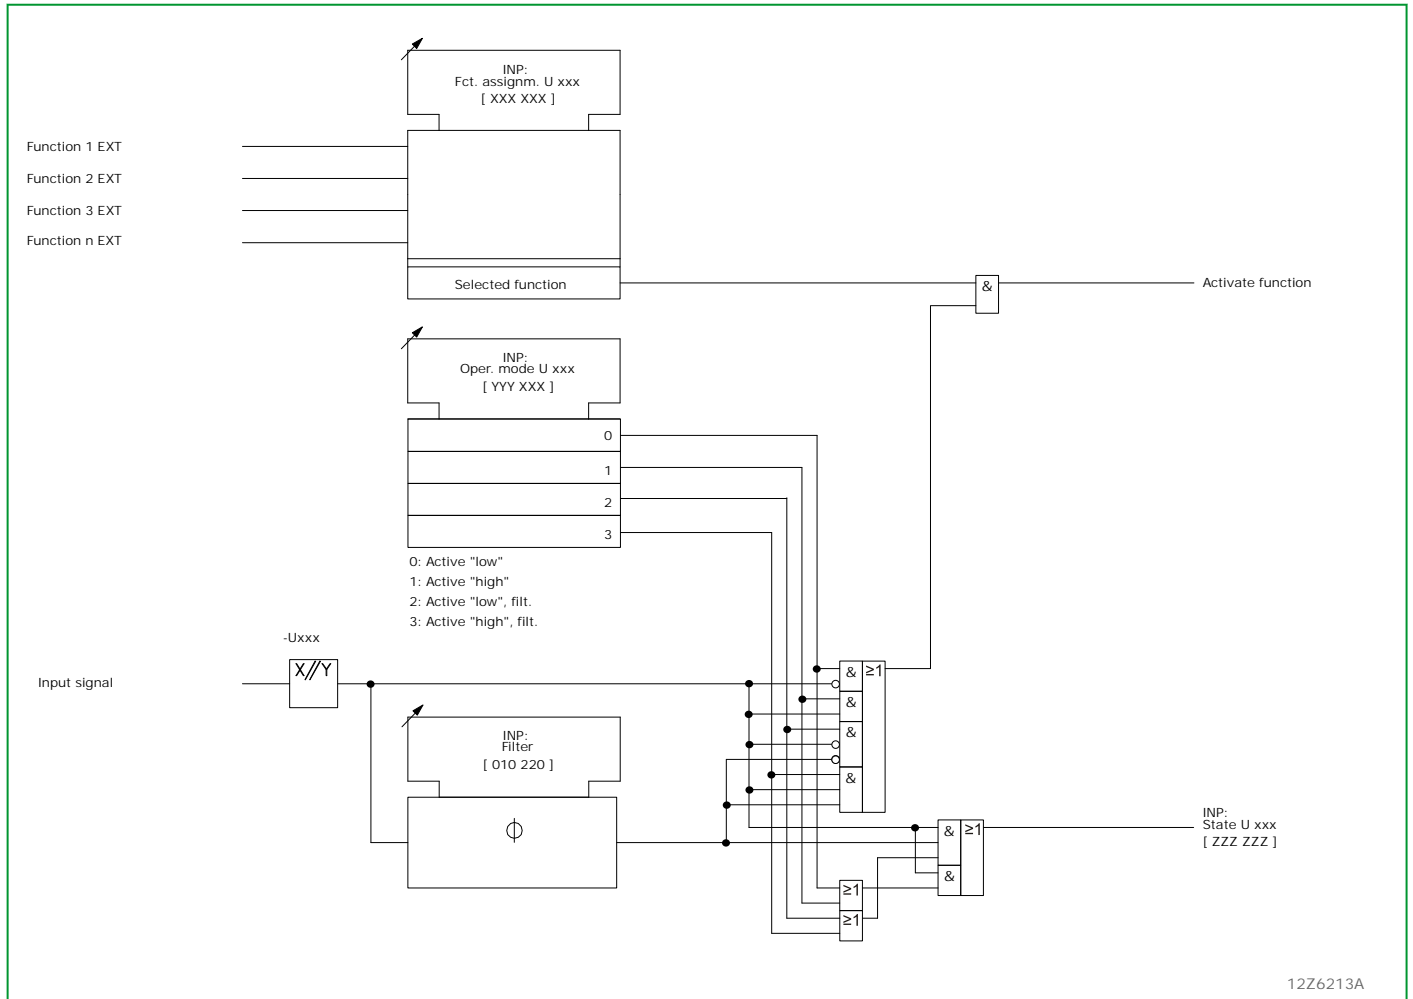 INP:
Fct. assignm. U xxx
[ XXX XXX ]
Function 1 EXT
Function 2 EXT
Function 3 EXT
Function n EXT
Selected function
&
Activate function
INP:
Oper. mode U xxx
[ YYY XXX ]
0
1
2
3
0: Active "low"
1: Active "high"
2: Active "low", filt.
3: Active "high", filt.
-Uxxx
X//Y
Input signal
& ≥1
&
&
&
INP:
Filter
[ 010 220 ]
Φ
INP:
State U xxx
[ ZZZ ZZZ ]
& ≥1
&
≥1
≥1
12Z6213A